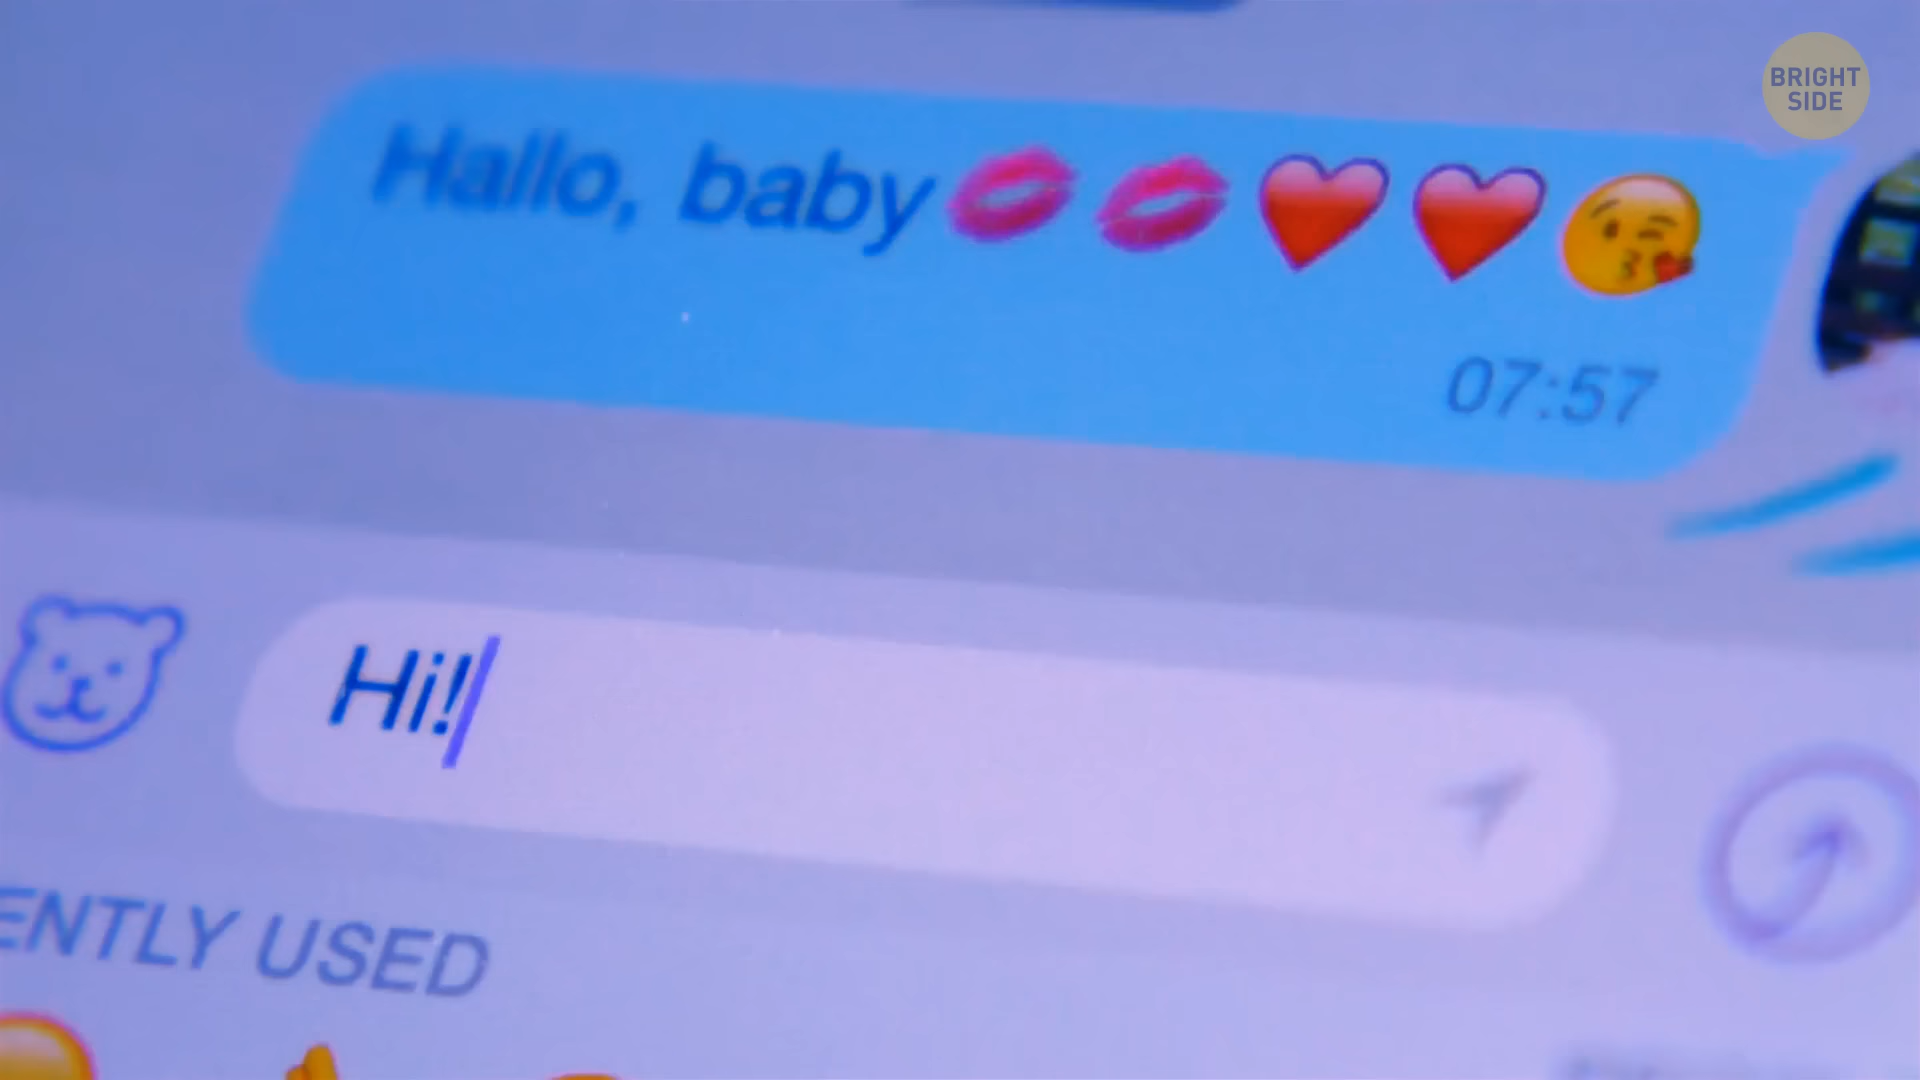 BRIGHT
SIDE
Hallo, baby💋💋❤️❤️😘
07:57
Hi!
ENTLY USED